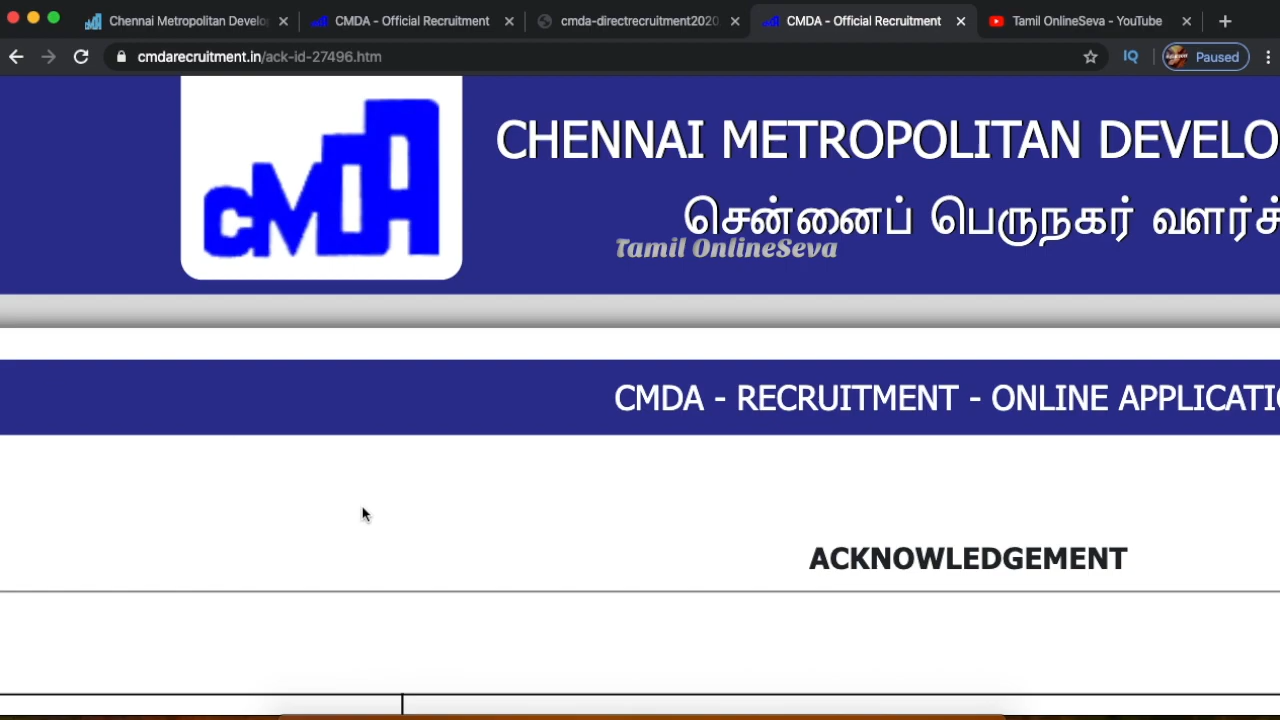 Chennai Metropolitan Develo
CMDA - Official Recruitment
cmda-directrecruitment2020
CMDA - Official Recruitment
Tamil OnlineSeva - YouTube
cmdarecruitment.in/ack-id-27496.htm
IQ
Paused
CMDA
CHENNAI METROPOLITAN DEVELO
சென்னைப் பெருநகர் வளர்ச்
Tamil OnlineSeva
CMDA - RECRUITMENT - ONLINE APPLICATI
ACKNOWLEDGEMENT